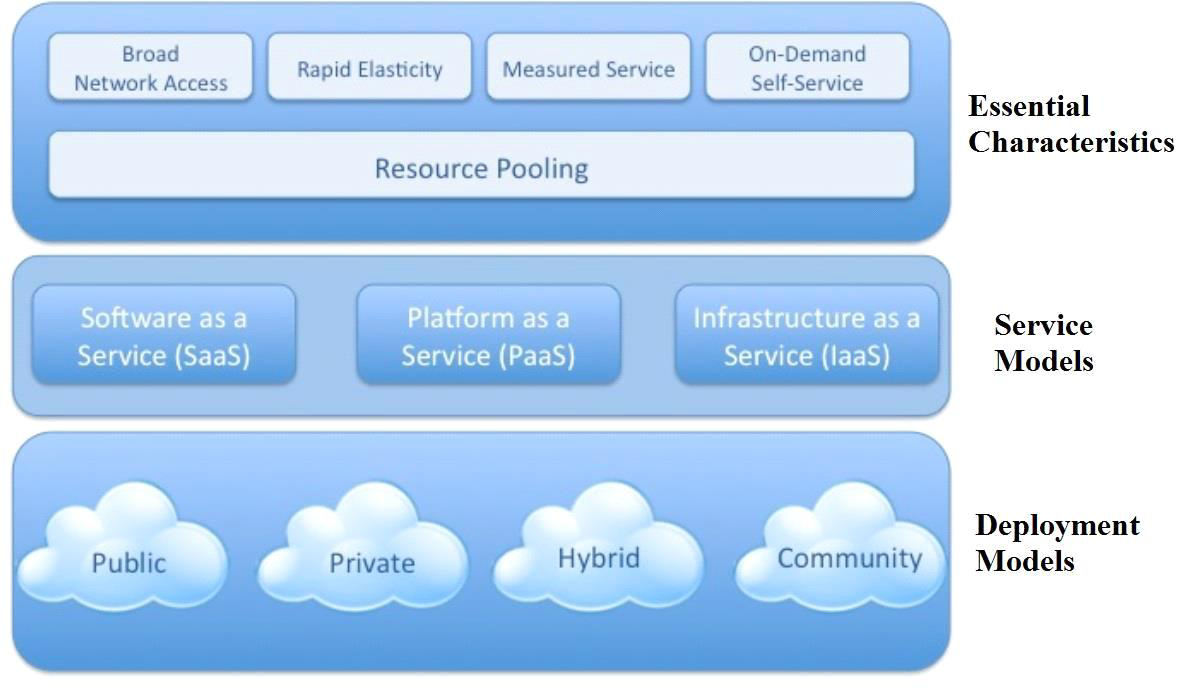 Broad
Network Access
Rapid Elasticity
Measured Service
On-Demand
Self-Service
Resource Pooling
Essential
Characteristics
Software as a
Service (SaaS)
Platform as a
Service (PaaS)
Infrastructure as a
Service (IaaS)
Service
Models
Public
Private
Hybrid
Community
Deployment
Models